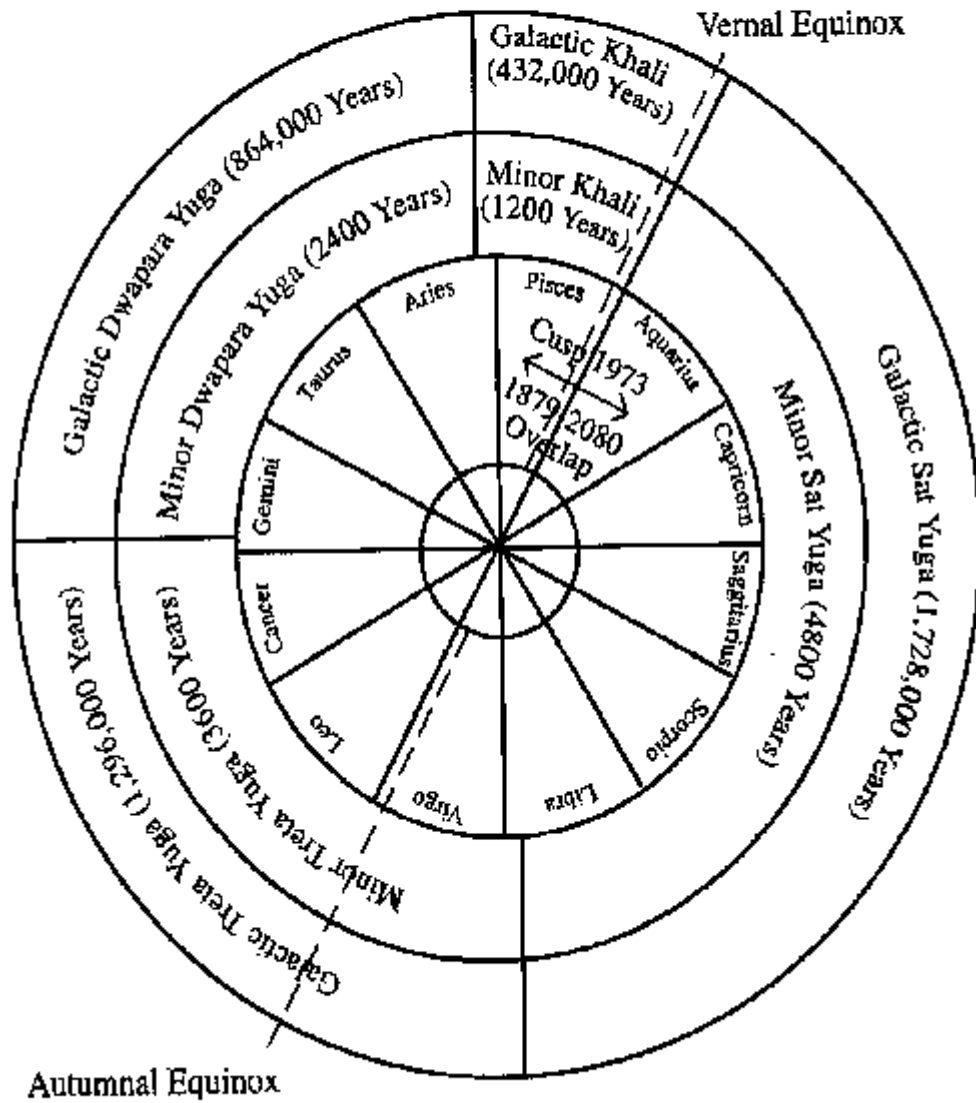 Vernal Equinox
Galactic Khali
(432,000 Years)
Minor Khali
(1200 Years)
Galactic Dwapara Yuga (864,000 Years)
Minor Dwapara Yuga (2400 Years)
Aries
Pisces
Aquarius
Capricorn
Saggitarius
Scorpio
Libra
Virgo
Leo
Cancer
Gemini
Taurus
Cusp 1973
1879-2080
Overlap
Minor Sat Yuga (4800 Years)
Galactic Sat Yuga (1,728,000 Years)
Minor Treta Yuga (3600 Years)
Galactic Treta Yuga (1,296,000 Years)
Autumnal Equinox